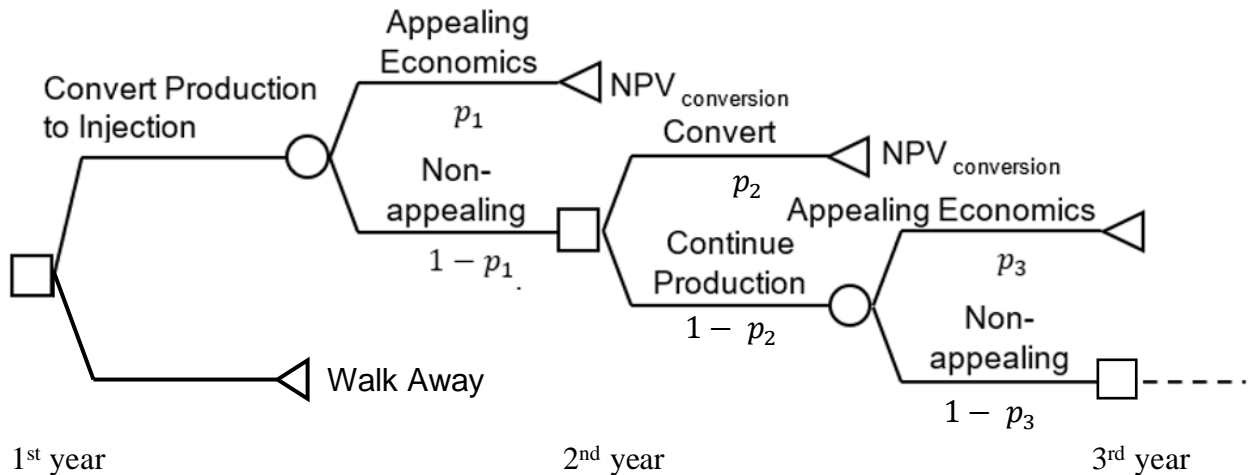 Appealing
Economics
NPV conversion
p₁
Convert Production
to Injection
Non-
appealing
1 − p₁ .
Convert
NPV conversion
p₂
Continue
Production
1 − p₂
Appealing Economics
p₃
Non-
appealing
1 − p₃
Walk Away
1st year
2nd year
3rd year